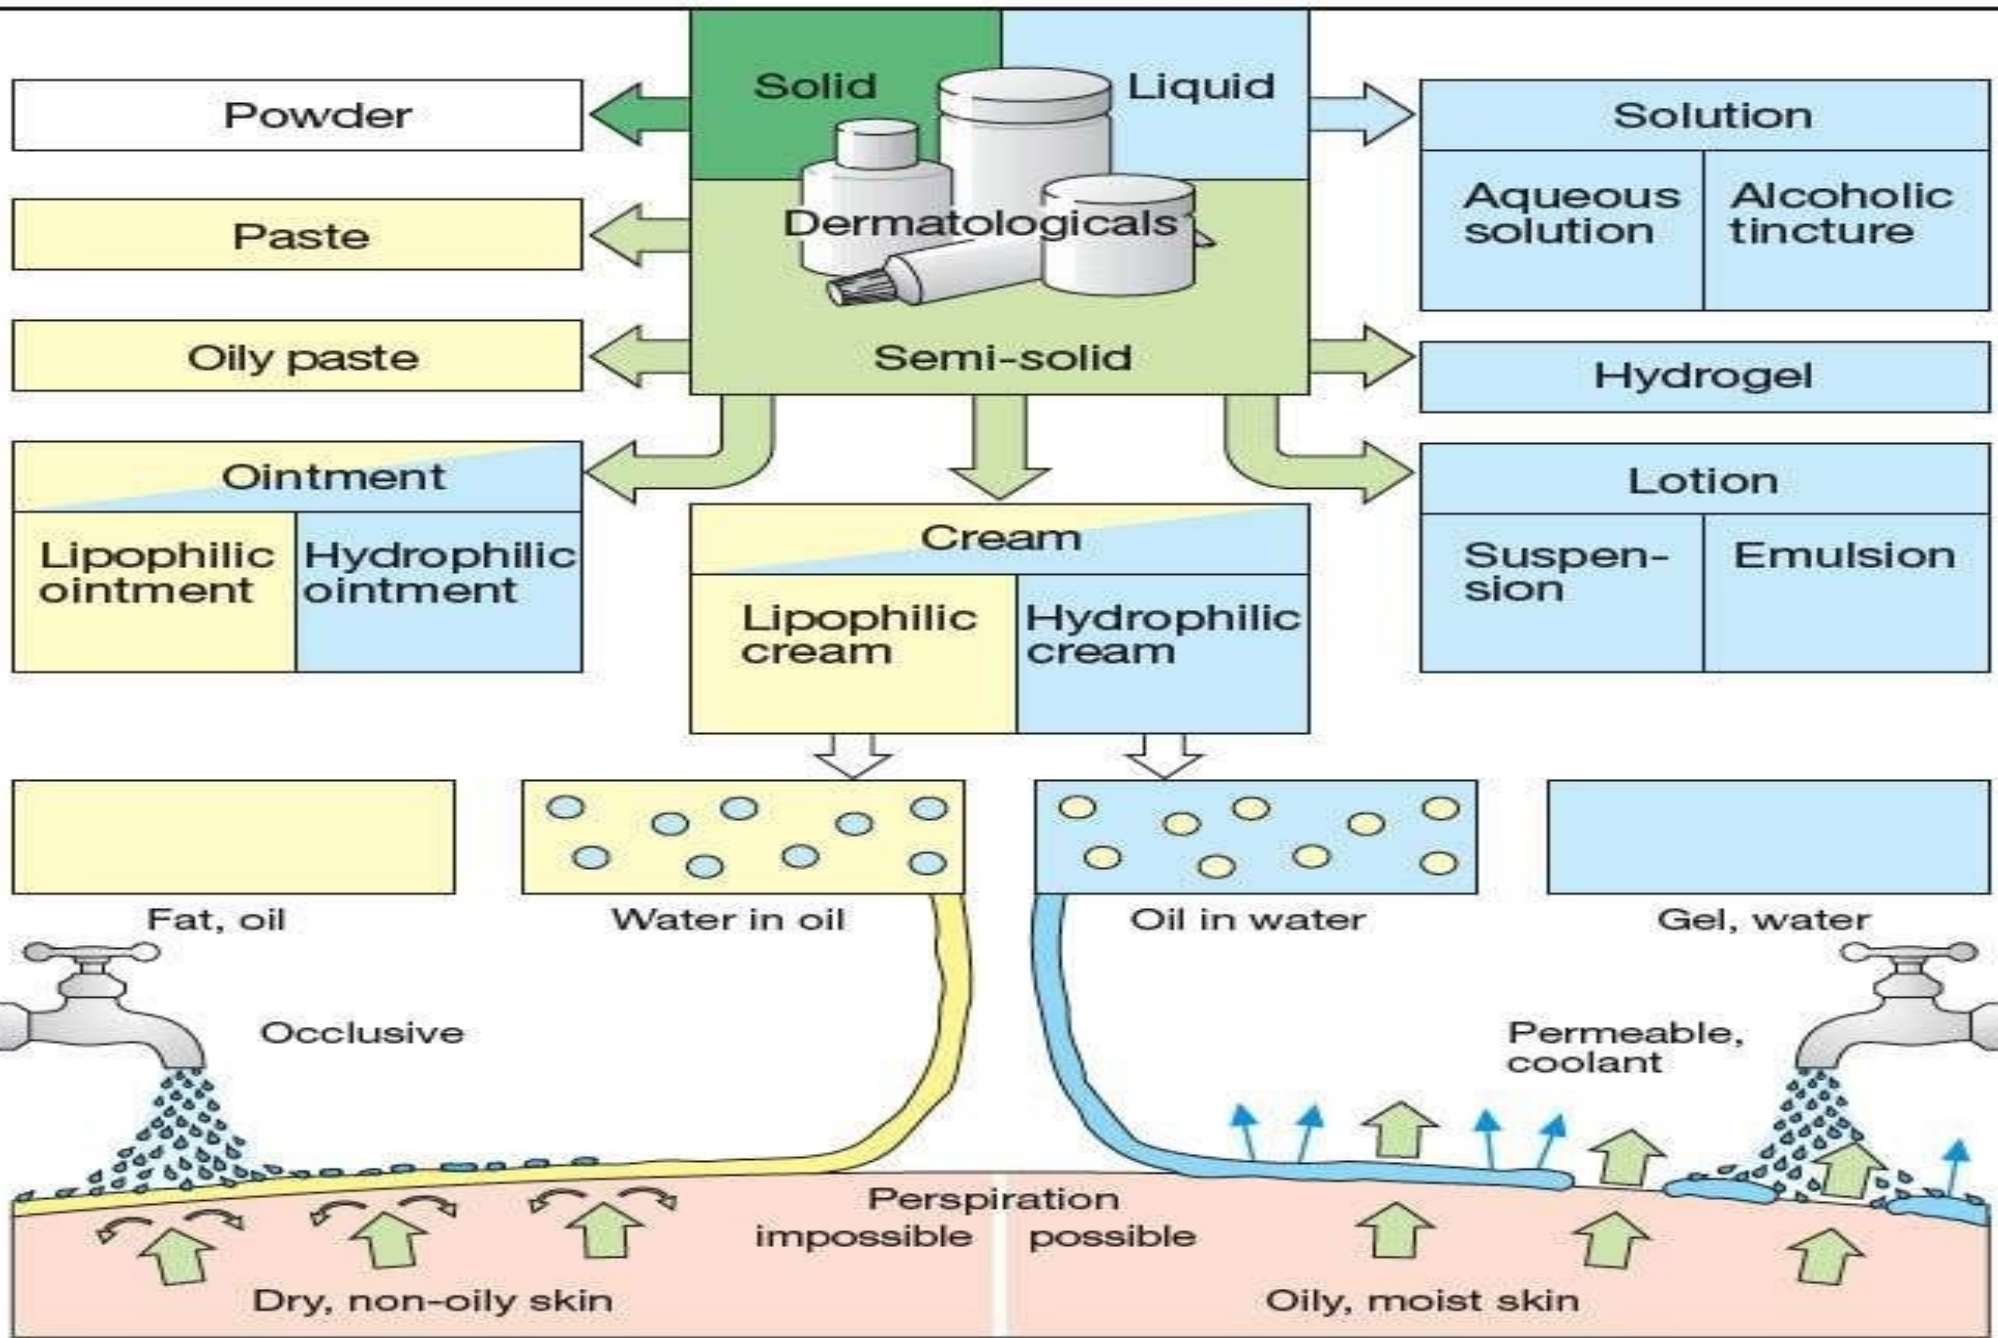 Solid
Liquid
Dermatologicals
Semi-solid
Powder
Paste
Oily paste
Ointment
Lipophilic
ointment
Hydrophilic
ointment
Cream
Lipophilic
cream
Hydrophilic
cream
Solution
Aqueous
solution
Alcoholic
tincture
Hydrogel
Lotion
Suspen-
sion
Emulsion
Fat, oil
Water in oil
Oil in water
Gel, water
Occlusive
Permeable,
coolant
Perspiration
impossible
possible
Dry, non-oily skin
Oily, moist skin